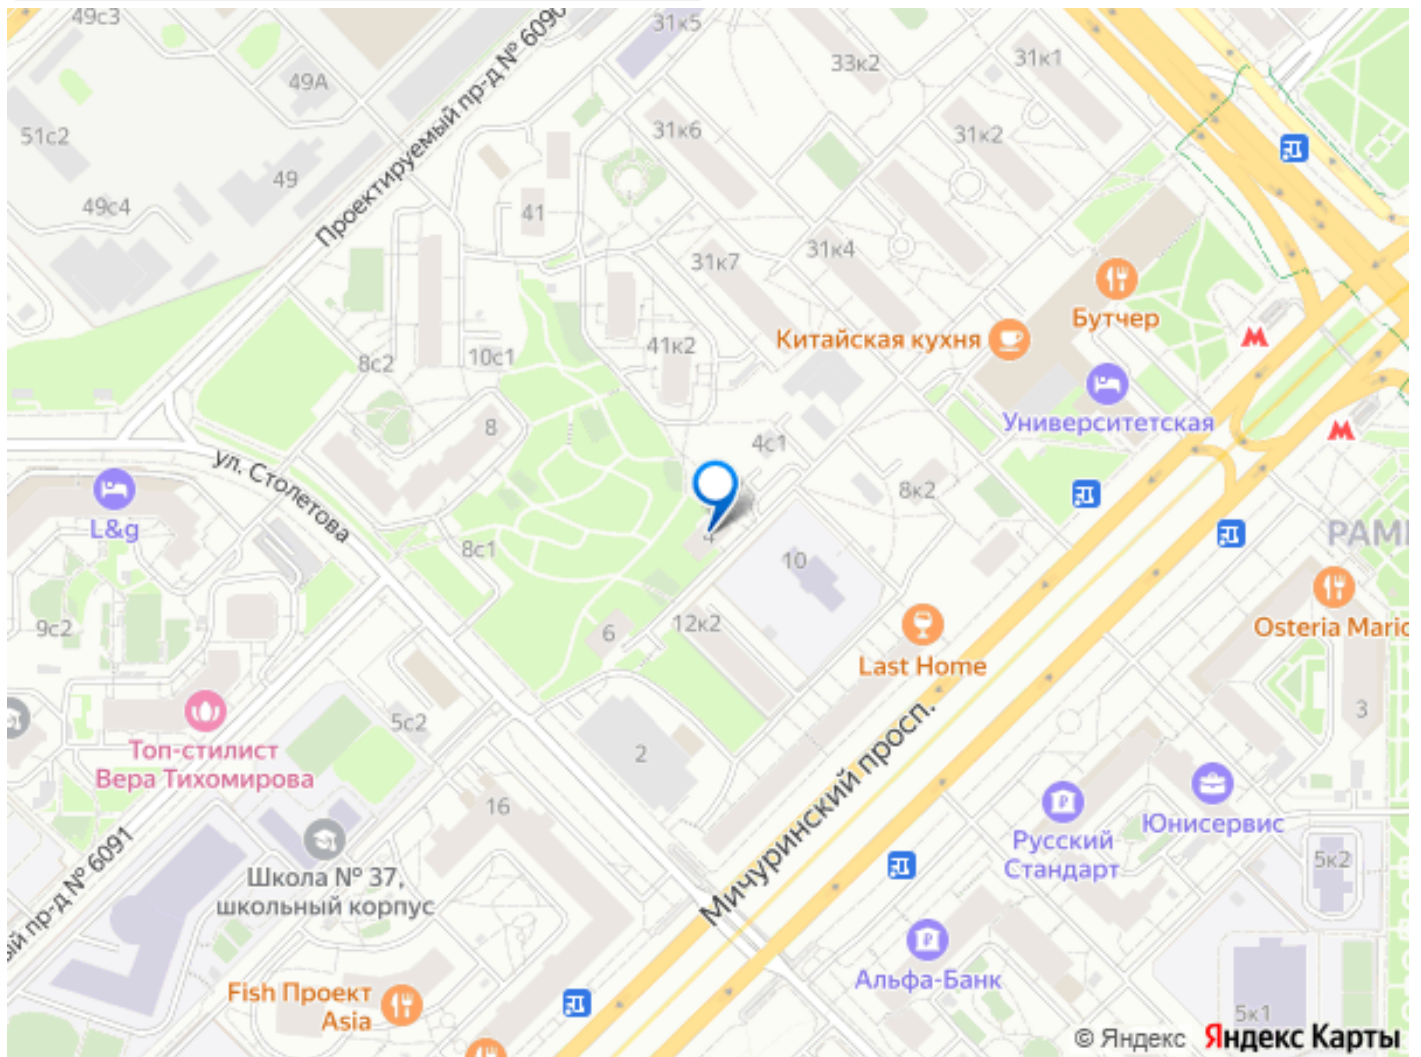 49с3
31к5
33к2
31к1
49А
Проектируемый пр-д № 6090
51с2
31к6
31к2
49
49с4
41
31к7
31к4
Бутчер
Китайская кухня
41к2
8с2
10с1
Университетская
8
4с1
ул. Столетова
L&g
8к2
РАМ
8с1
4
10
9с2
6
12к2
Last Home
Osteria Mario
5с2
3
Топ-стилист
Вера Тихомирова
2
Мичуринский просп.
16
Юнисервис
Русский
Стандарт
5к2
ый пр-д № 6091
Школа № 37,
школьный корпус
Альфа-Банк
Fish Проект
Asia
5к1
© Яндекс Яндекс Карты